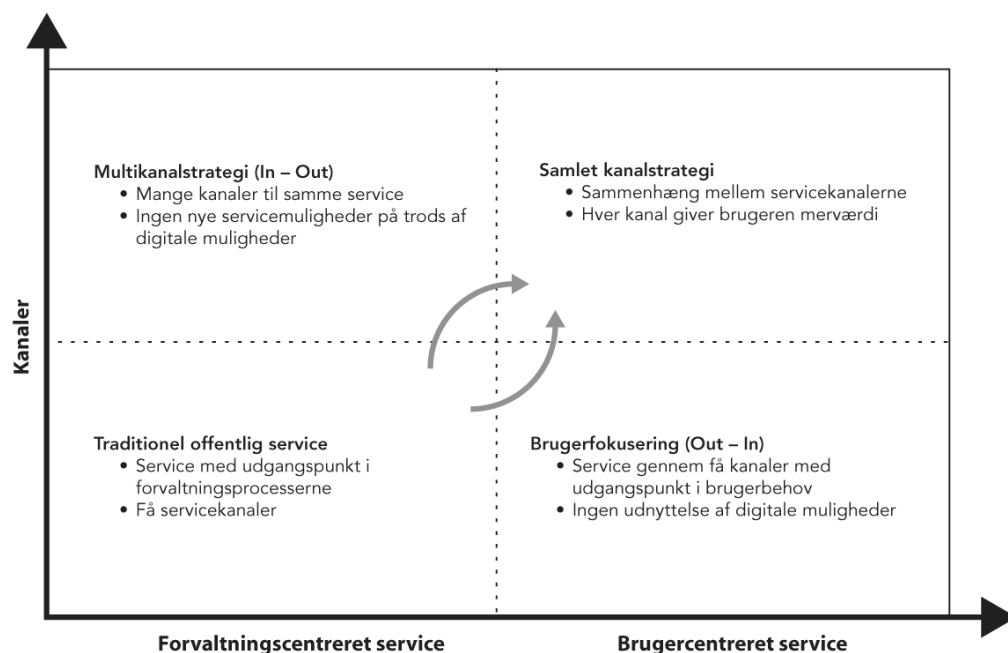 Multikanalstrategi (In – Out)
• Mange kanaler til samme service
• Ingen nye servicemuligheder på trods af
digitale muligheder
Samlet kanalstrategi
• Sammenhæng mellem servicekanalerne
• Hver kanal giver brugeren merværdi
Kanaler
Traditionel offentlig service
• Service med udgangspunkt i
forvaltningsprocesserne
• Få servicekanaler
Brugerfokusering (Out – In)
• Service gennem få kanaler med
udgangspunkt i brugerbehov
• Ingen udnyttelse af digitale muligheder
Forvaltningscentreret service
Brugercentreret service